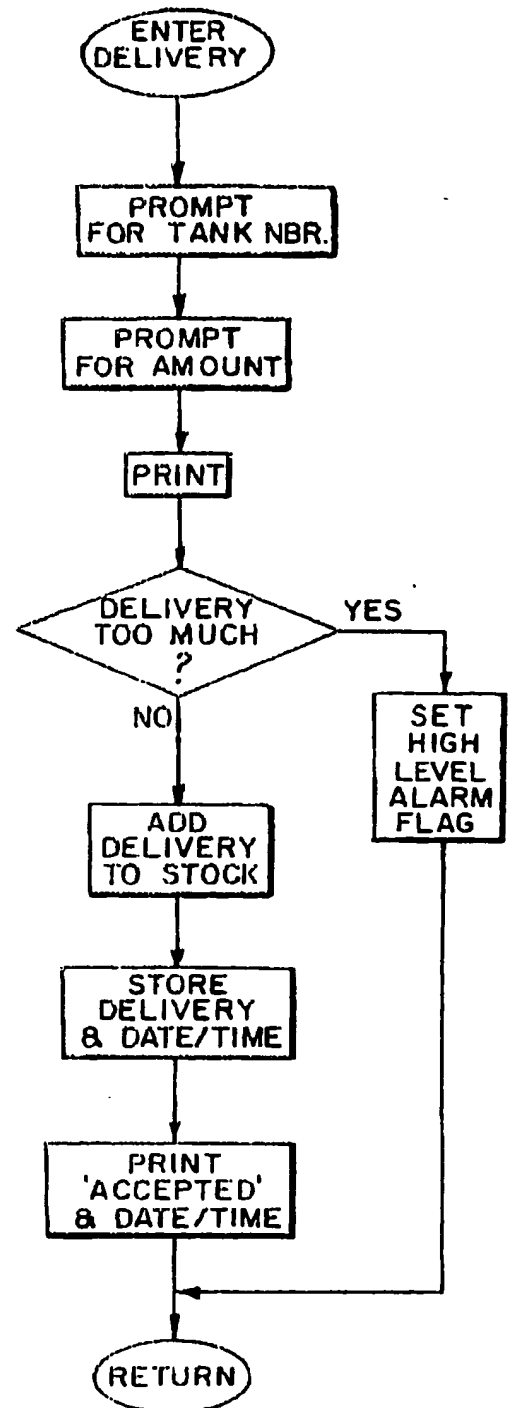 ENTER
DELIVERY
PROMPT
FOR TANK NBR.
PROMPT
FOR AMOUNT
PRINT
DELIVERY
TOO MUCH
?
YES
NO
SET
HIGH
LEVEL
ALARM
FLAG
ADD
DELIVERY
TO STOCK
STORE
DELIVERY
& DATE/TIME
PRINT
'ACCEPTED'
& DATE/TIME
RETURN